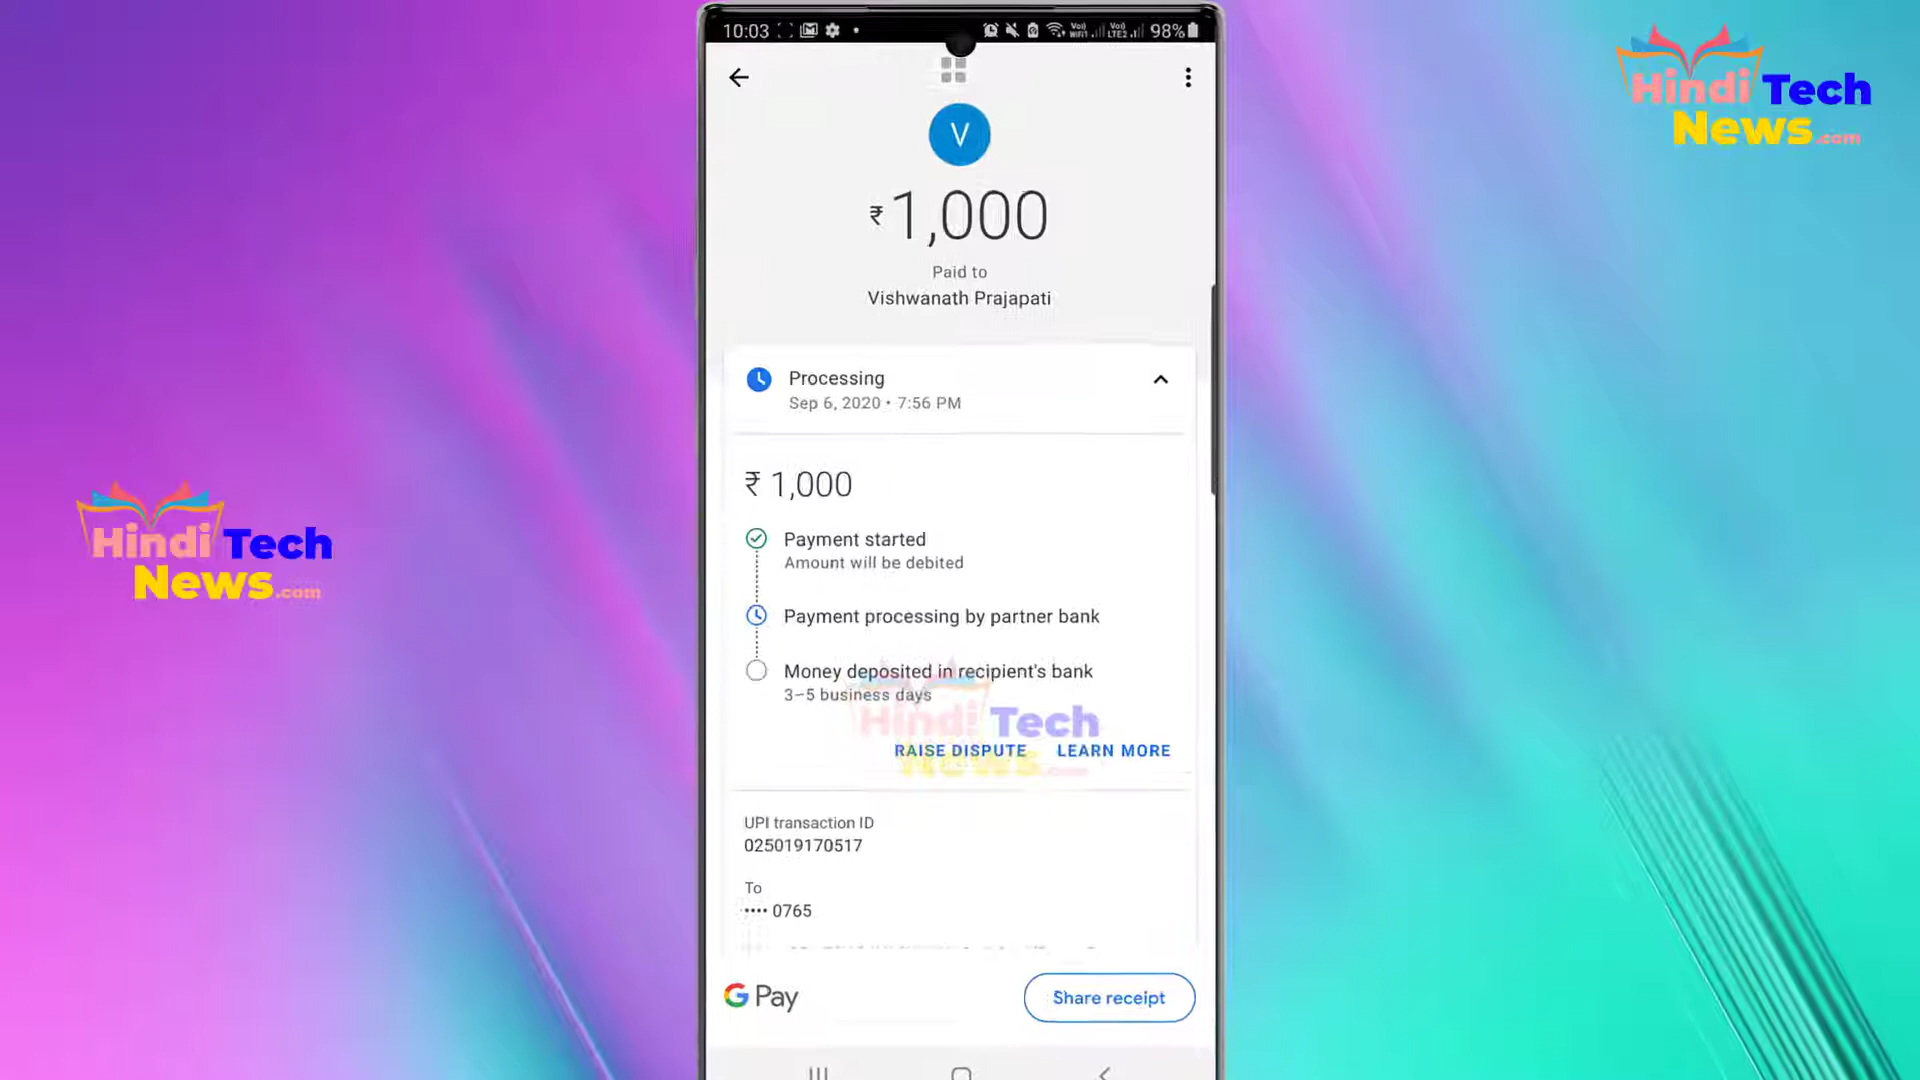 10:03
98%
Hindi Tech
News.com
V
₹1,000
Paid to
Vishwanath Prajapati
Processing
Sep 6, 2020 • 7:56 PM
₹ 1,000
Payment started
Amount will be debited
Payment processing by partner bank
Money deposited in recipient's bank
3–5 business days
Hindi Tech
News.com
Hindi Tech
News.com
RAISE DISPUTE LEARN MORE
UPI transaction ID
025019170517
To
•••• 0765
G Pay
Share receipt